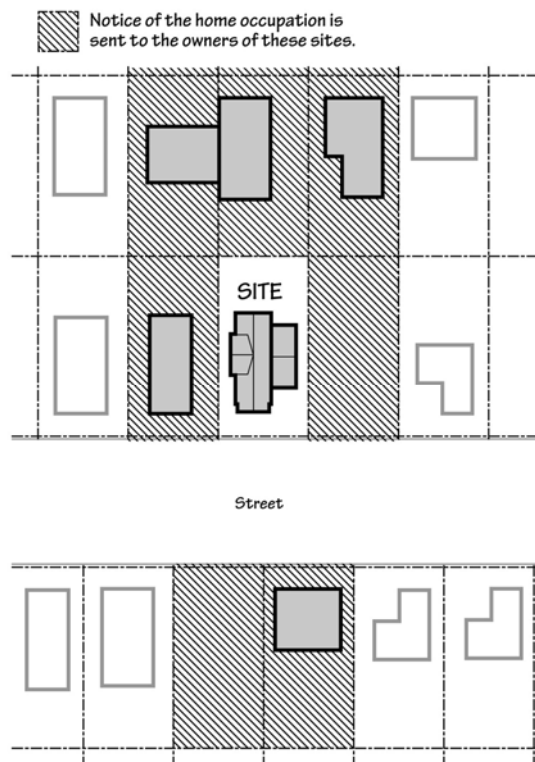 Notice of the home occupation is
sent to the owners of these sites.
SITE
Street